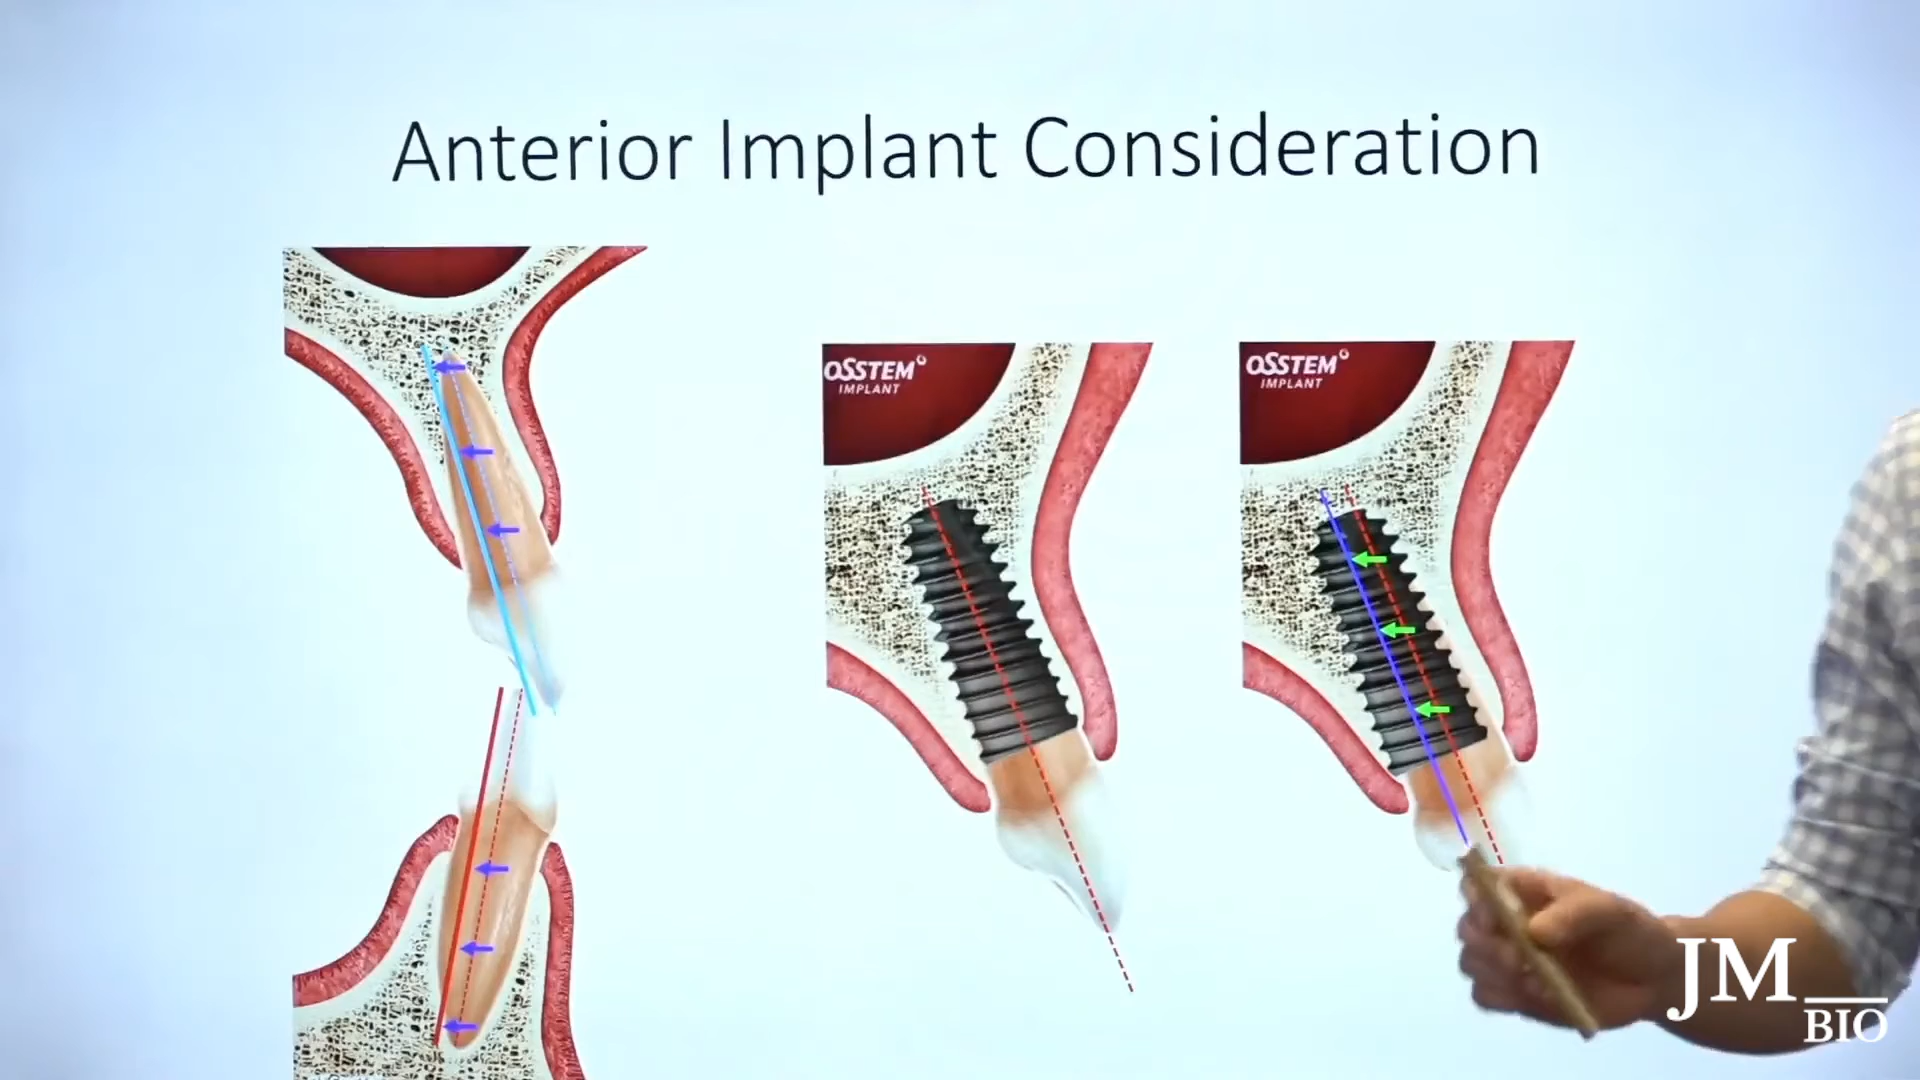 Anterior Implant Consideration
OSSTEM
IMPLANT
OSSTEM
IMPLANT
JM
BIO